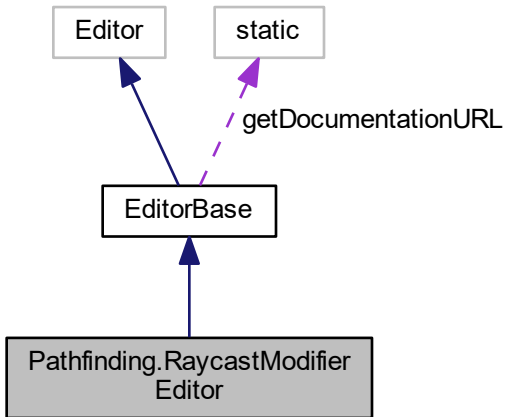 Editor
static
getDocumentationURL
EditorBase
Pathfinding.RaycastModifier
Editor